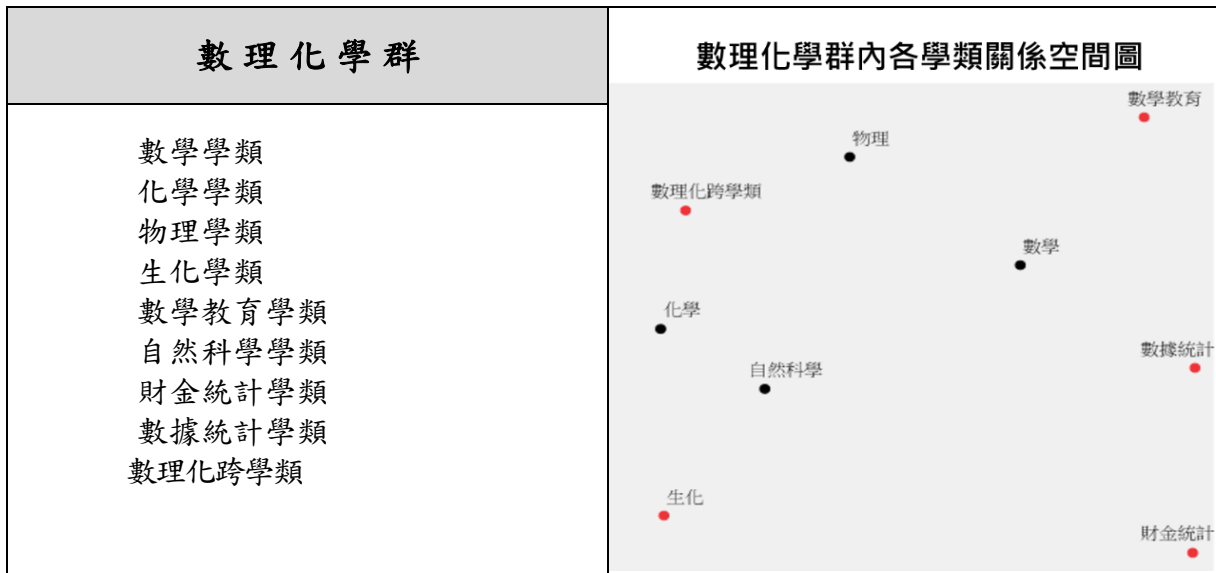 數理化學群
數學學類
化學學類
物理學類
生化學類
數學教育學類
自然科學學類
財金統計學類
數據統計學類
數理化跨學類
數理化學群內各學類關係空間圖
數學教育
物理
數理化跨學類
數學
化學
數據統計
自然科學
生化
財金統計